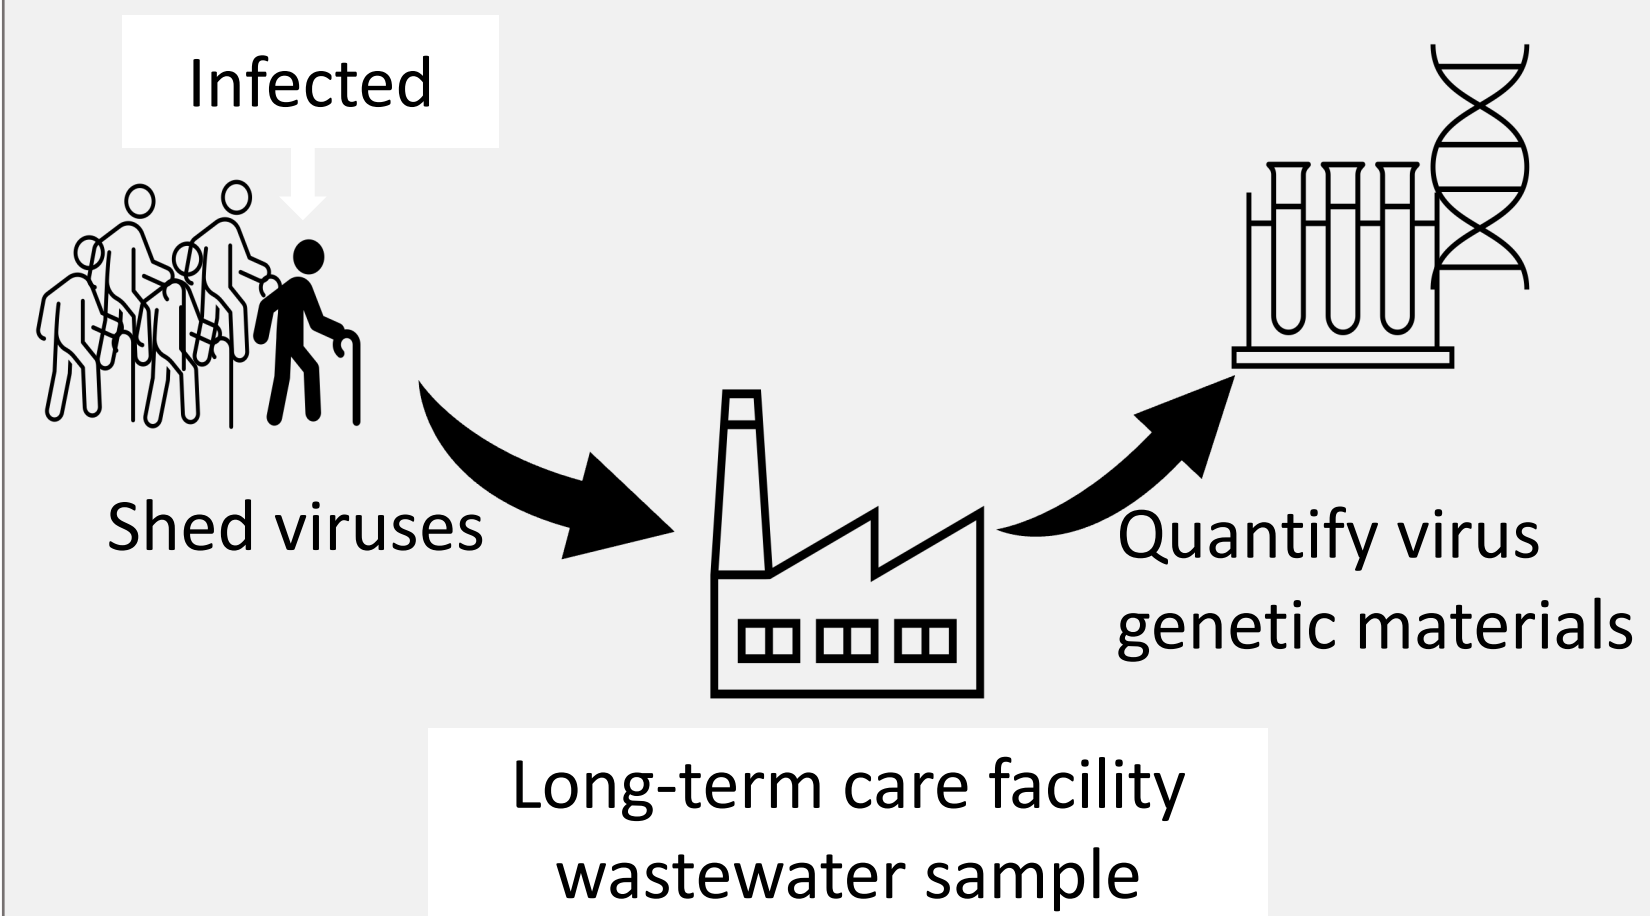 Infected
Shed viruses
Quantify virus
genetic materials
Long-term care facility
wastewater sample